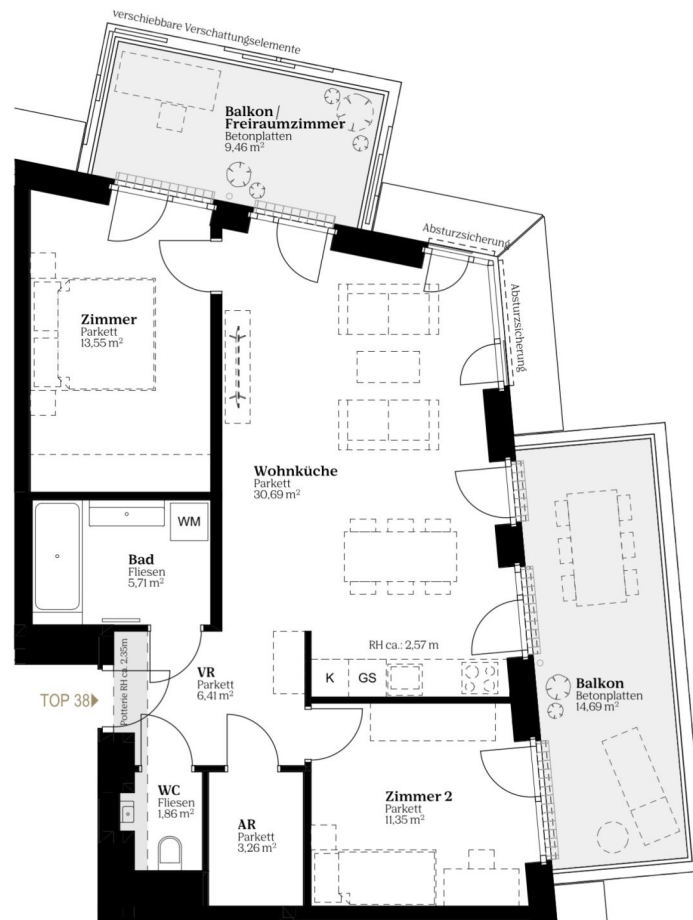 verschiebbare Verschattungselemente
Balkon /
Freiraumzimmer
Betonplatten
9,46 m²
Absturzsicherung
Absturzsicherung
Zimmer
Parkett
13,55 m²
Wohnküche
Parkett
30,69 m²
WM
Bad
Fliesen
5,71 m²
RH ca.: 2,57 m
K
GS
Potterie RH ca. 2,35m
VR
Parkett
6,41 m²
TOP 38
Balkon
Betonplatten
14,69 m²
WC
Fliesen
1,86 m²
AR
Parkett
3,26 m²
Zimmer 2
Parkett
11,35 m²